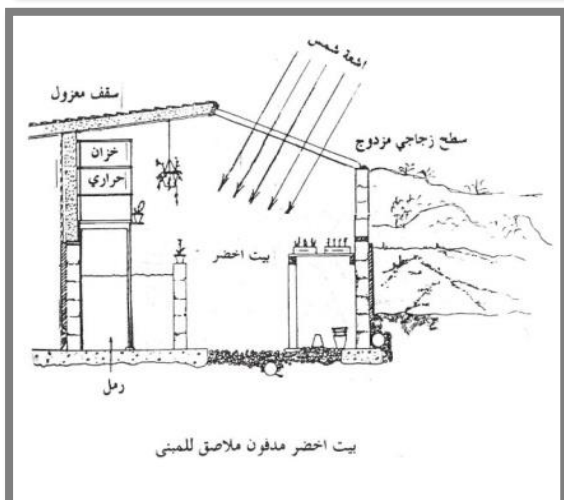 اشعة شمس
سقف معزول
سطح زجاجي مزدوج
خزان
حراري
بيت اخضر
رمل
بيت اخضر مدفون ملاصق للمبنى